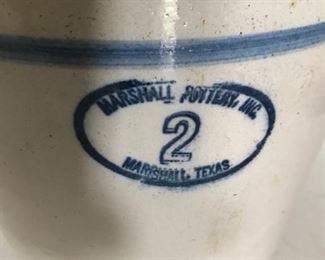 MARSHALL POTTERY, INC.
2
MARSHALL, TEXAS